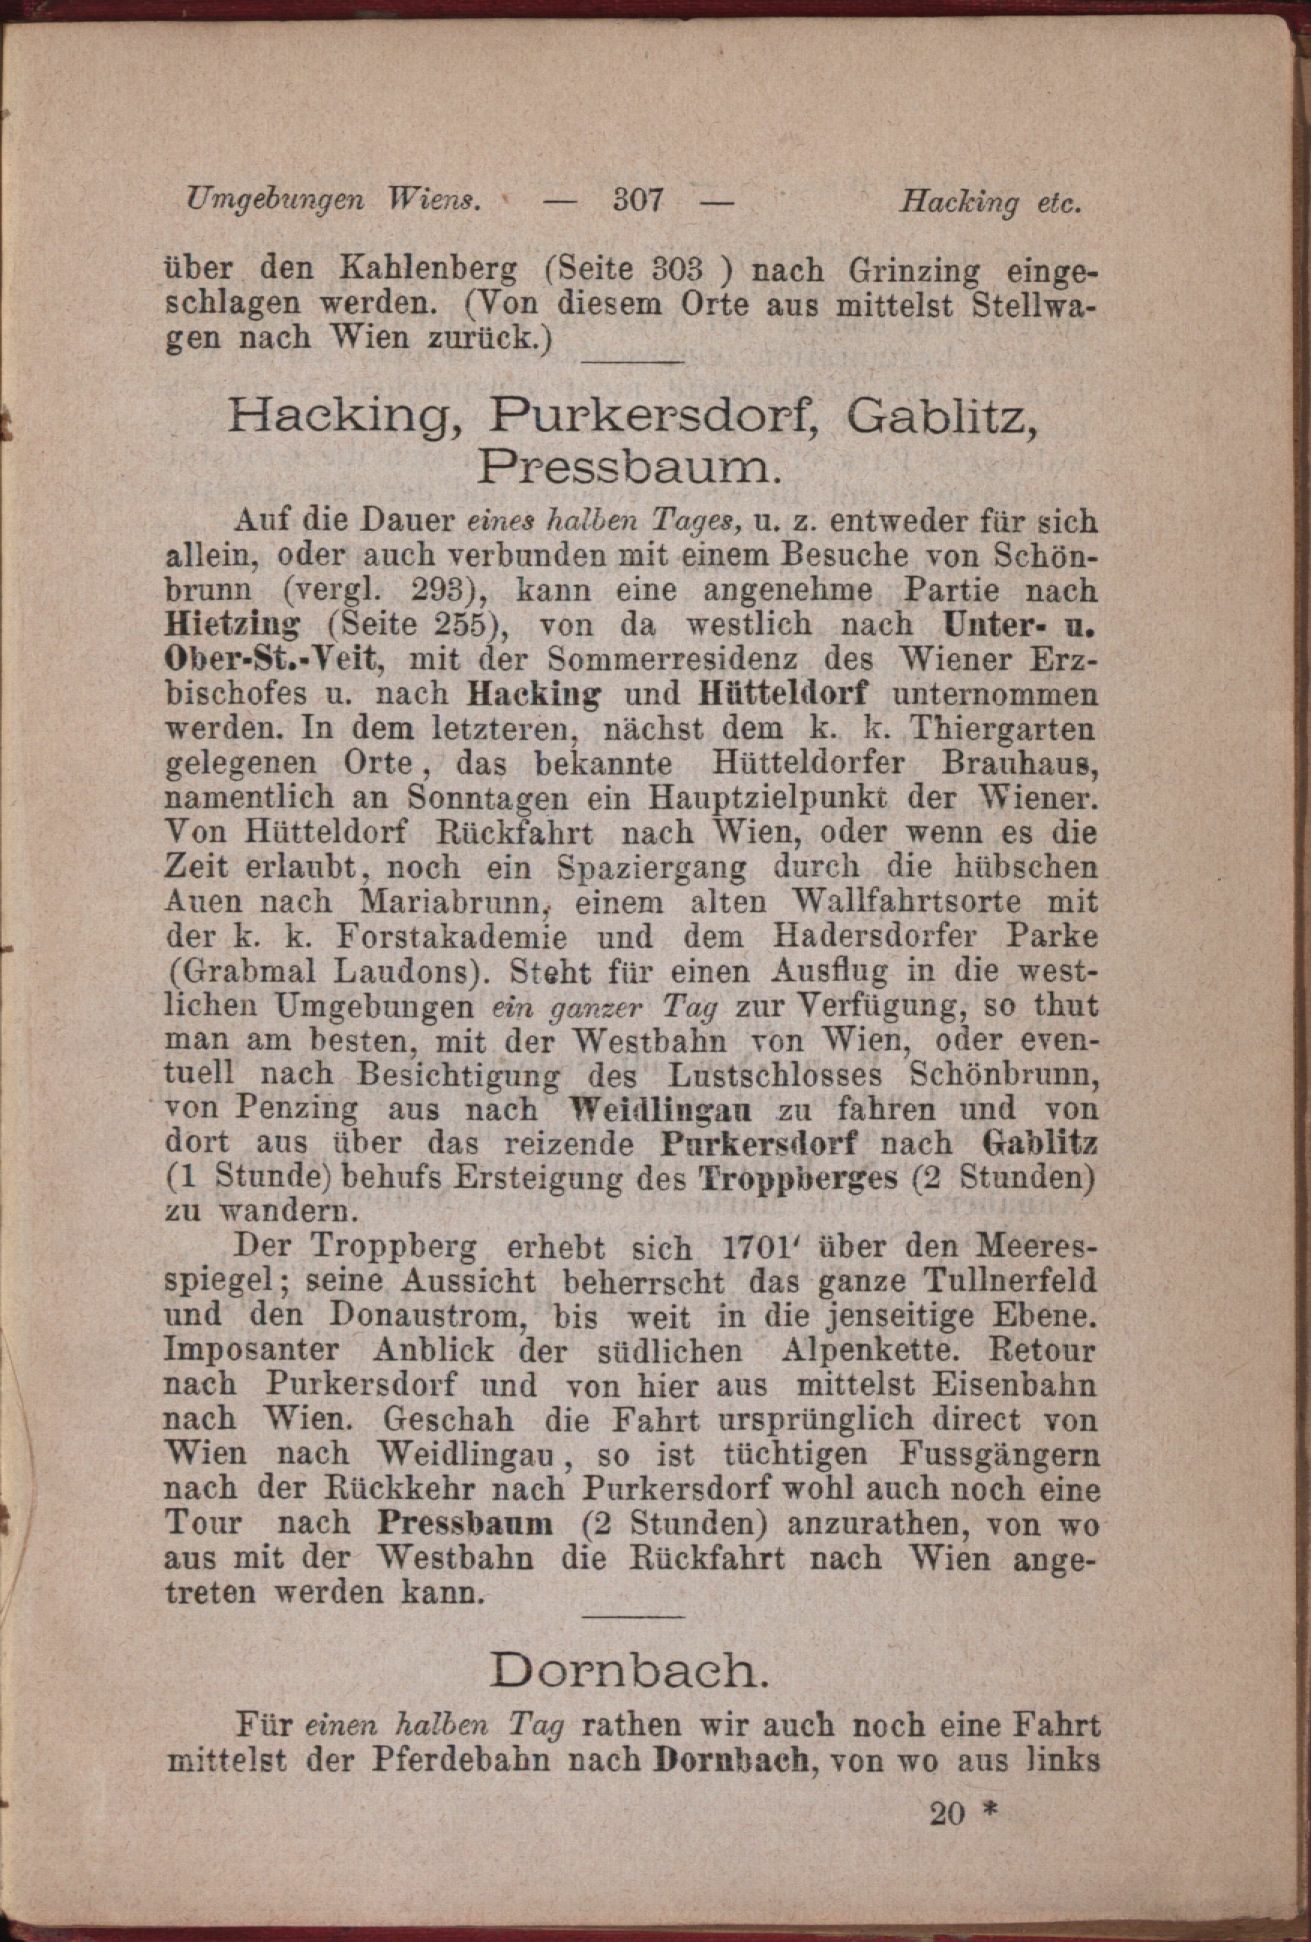 Umgebungen Wiens. — 307 — Hacking etc.
über den Kahlenberg (Seite 303 ) nach Grinzing einge-
schlagen werden. (Von diesem Orte aus mittelst Stellwa-
gen nach Wien zurück.)
Hacking, Purkersdorf, Gablitz,
Pressbaum.
Auf die Dauer eines halben Tages, u. z. entweder für sich
allein, oder auch verbunden mit einem Besuche von Schön-
brunn (vergl. 293), kann eine angenehme Partie nach
Hietzing (Seite 255), von da westlich nach Unter- u.
Ober-St.-Veit, mit der Sommerresidenz des Wiener Erz-
bischofes u. nach Hacking und Hütteldorf unternommen
werden. In dem letzteren, nächst dem k. k. Thiergarten
gelegenen Orte, das bekannte Hütteldorfer Brauhaus,
namentlich an Sonntagen ein Hauptzielpunkt der Wiener.
Von Hütteldorf Rückfahrt nach Wien, oder wenn es die
Zeit erlaubt, noch ein Spaziergang durch die hübschen
Auen nach Mariabrunn, einem alten Wallfahrtsorte mit
der k. k. Forstakademie und dem Hadersdorfer Parke
(Grabmal Laudons). Steht für einen Ausflug in die west-
lichen Umgebungen ein ganzer Tag zur Verfügung, so thut
man am besten, mit der Westbahn von Wien, oder even-
tuell nach Besichtigung des Lustschlosses Schönbrunn,
von Penzing aus nach Weidlingau zu fahren und von
dort aus über das reizende Purkersdorf nach Gablitz
(1 Stunde) behufs Ersteigung des Troppberges (2 Stunden)
zu wandern.
Der Troppberg erhebt sich 1701' über den Meeres-
spiegel; seine Aussicht beherrscht das ganze Tullnerfeld
und den Donaustrom, bis weit in die jenseitige Ebene.
Imposanter Anblick der südlichen Alpenkette. Retour
nach Purkersdorf und von hier aus mittelst Eisenbahn
nach Wien. Geschah die Fahrt ursprünglich direct von
Wien nach Weidlingau, so ist tüchtigen Fussgängern
nach der Rückkehr nach Purkersdorf wohl auch noch eine
Tour nach Pressbaum (2 Stunden) anzurathen, von wo
aus mit der Westbahn die Rückfahrt nach Wien ange-
treten werden kann.
Dornbach.
Für einen halben Tag rathen wir auch noch eine Fahrt
mittelst der Pferdebahn nach Dornbach, von wo aus links
20 *